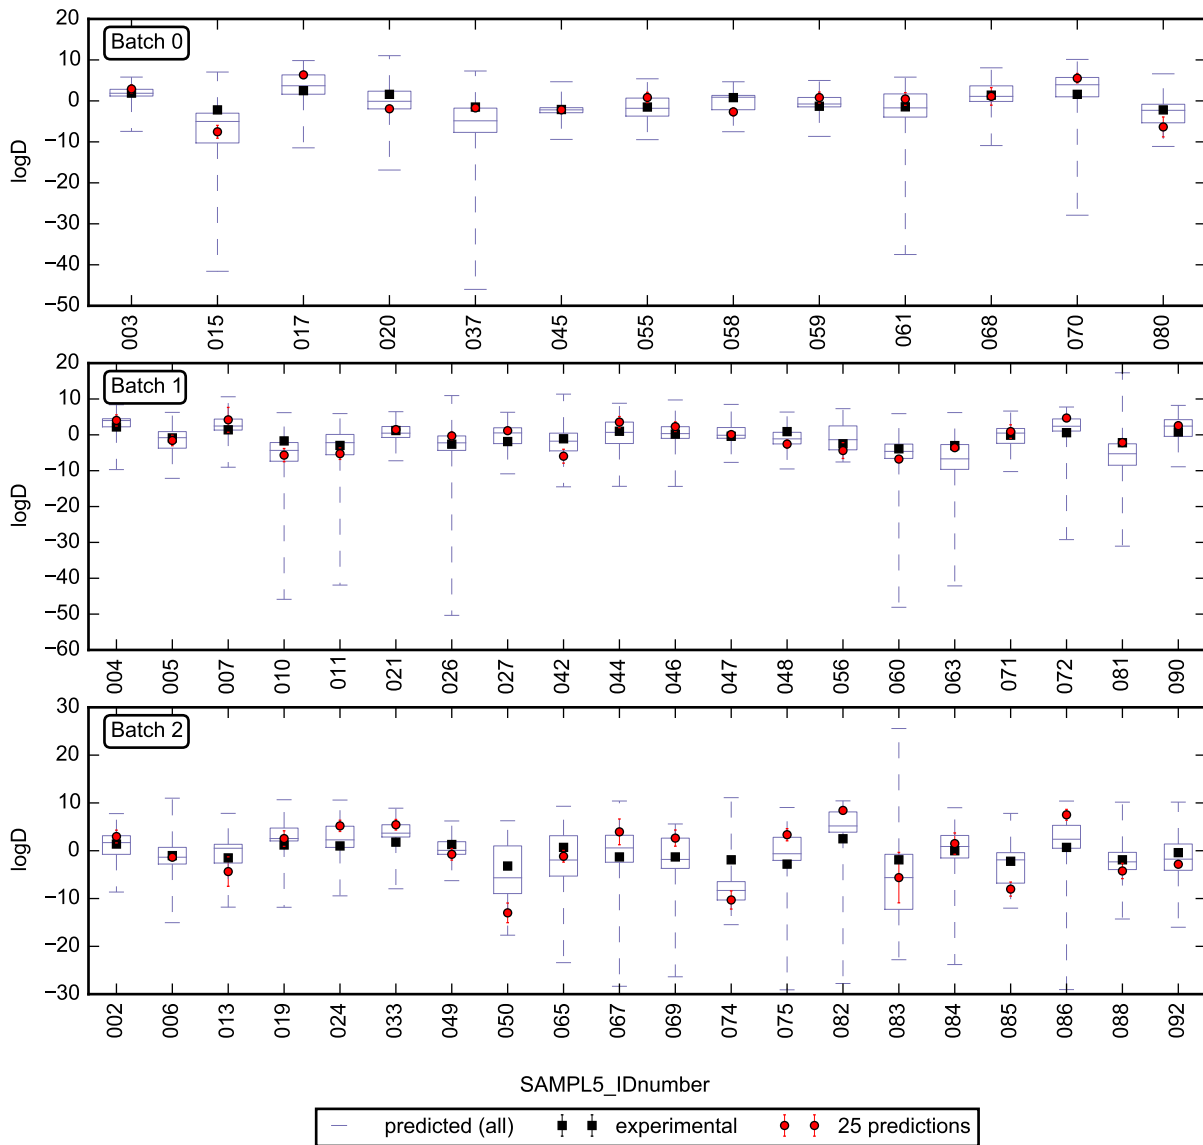 Batch 0
20
10
0
−10
−20
−30
−40
−50
logD
003 015 017 020 037 045 055 058 059 061 068 070 080
Batch 1
20
10
0
−10
−20
−30
−40
−50
−60
logD
004 005 007 010 011 021 026 027 042 044 046 047 048 056 060 063 071 072 081 090
Batch 2
30
20
10
0
−10
−20
−30
logD
002 006 013 019 024 033 049 050 065 067 069 074 075 082 083 084 085 086 088 092
SAMPL5_IDnumber
predicted (all) experimental 25 predictions